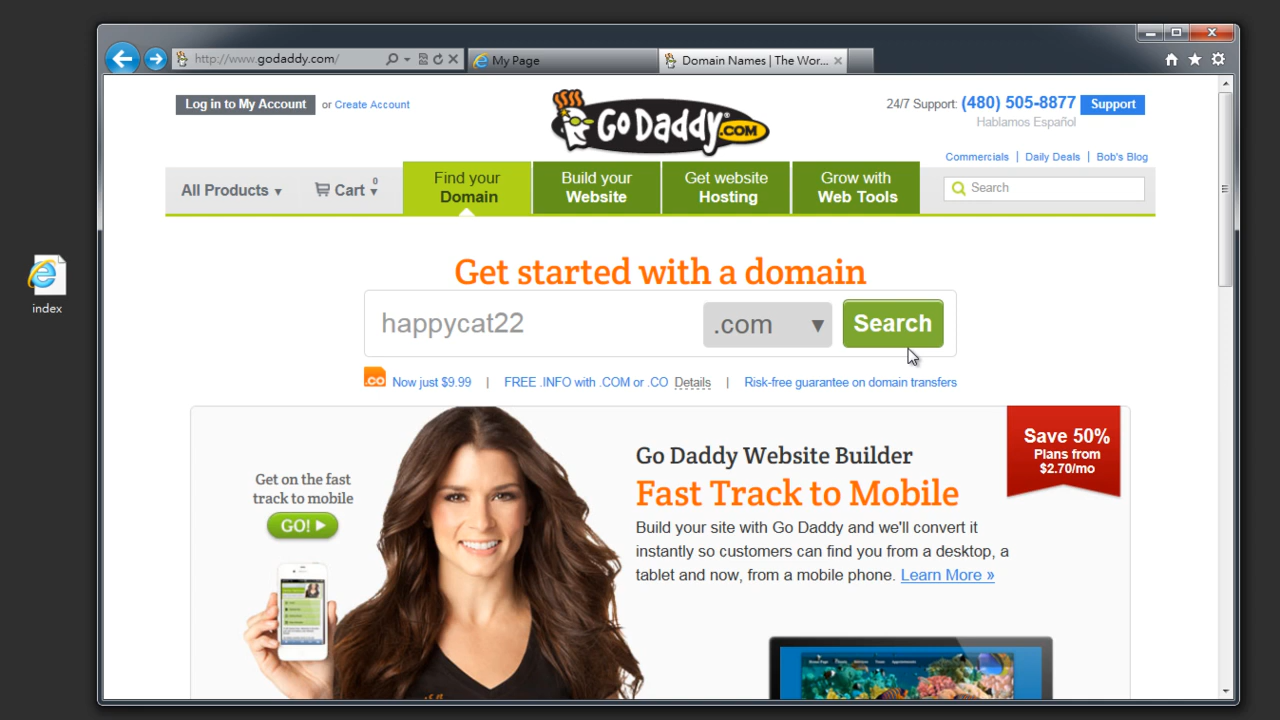 http://www.godaddy.com/
My Page
Domain Names | The Wor...
Log in to My Account or Create Account
GoDaddy.COM
24/7 Support: (480) 505-8877 Support
Hablamos Español
Commercials | Daily Deals | Bob's Blog
All Products ▾
Cart 0 ▾
Find your
Domain
Build your
Website
Get website
Hosting
Grow with
Web Tools
Search
index
Get started with a domain
happycat22 .com ▾ Search
.co Now just $9.99 | FREE .INFO with .COM or .CO Details | Risk-free guarantee on domain transfers
Get on the fast
track to mobile
GO!
Go Daddy Website Builder
Fast Track to Mobile
Build your site with Go Daddy and we'll convert it
instantly so customers can find you from a desktop, a
tablet and now, from a mobile phone. Learn More »
Save 50%
Plans from
$2.70/mo